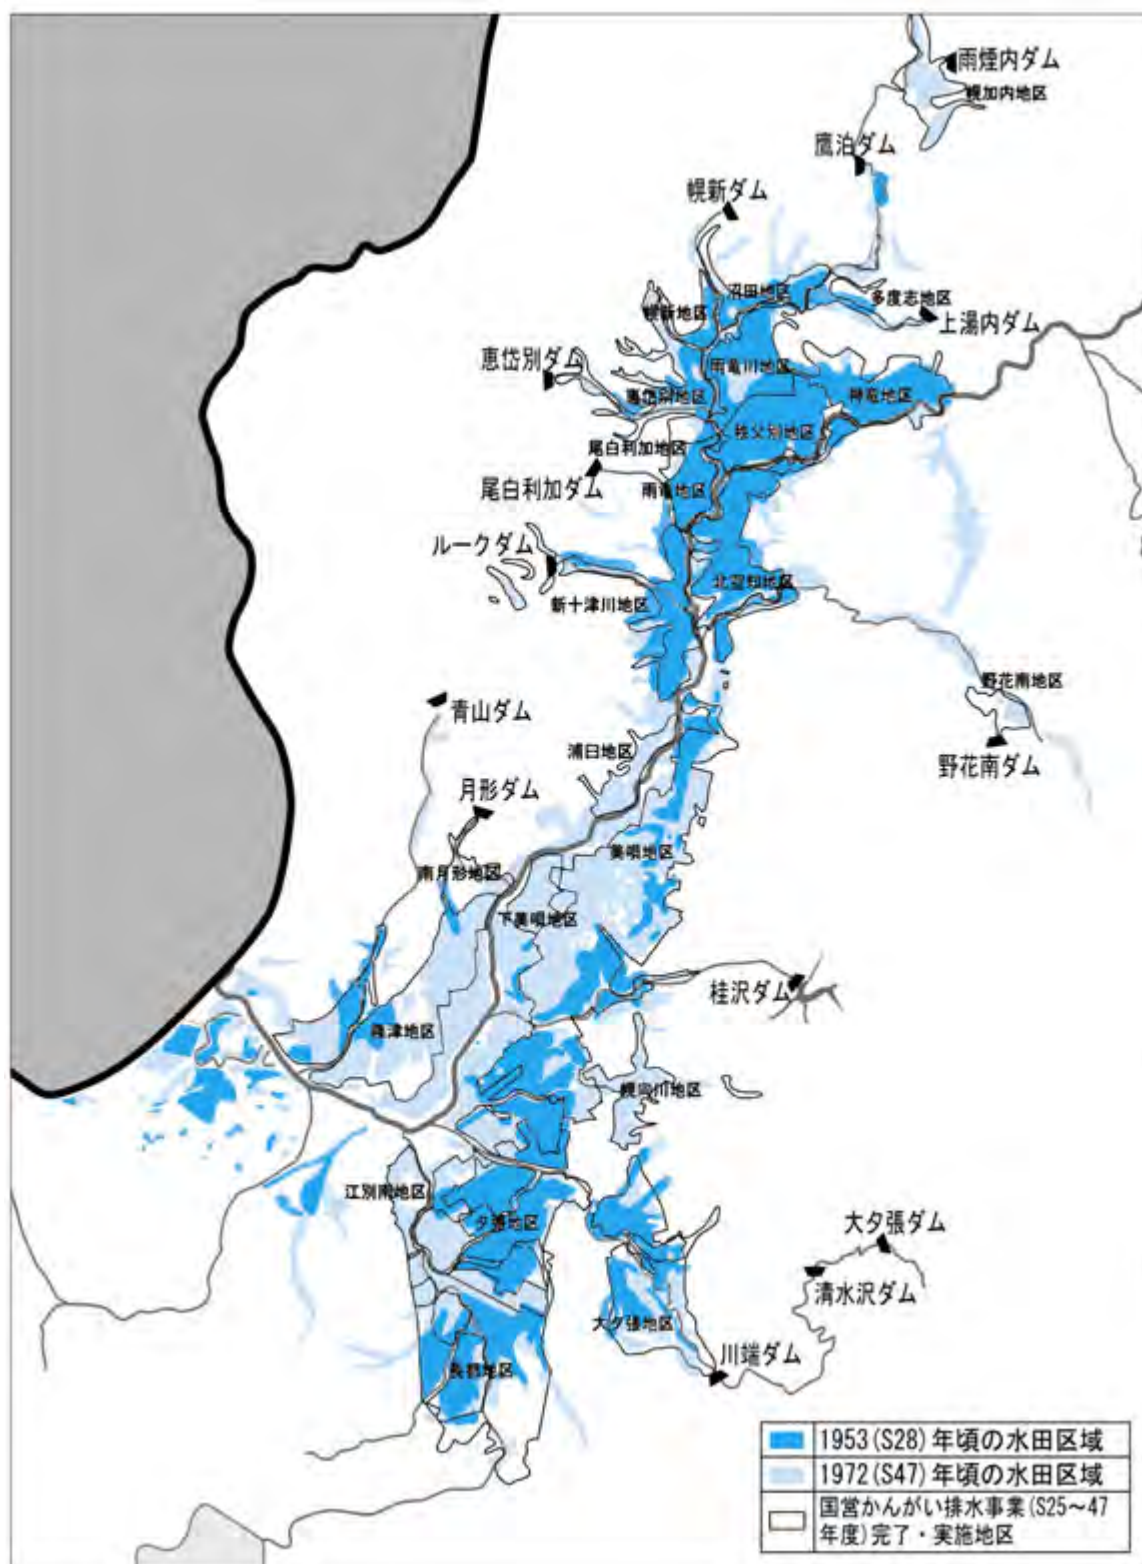 雨煙内ダム
幌加内地区
鷹泊ダム
幌新ダム
沼田地区
多度志地区
幌新地区
上湯内ダム
恵岱別ダム
雨竜川地区
恵岱別地区
神竜地区
秩父別地区
尾白利加地区
尾白利加ダム
雨竜地区
ルークダム
北空知地区
新十津川地区
野花南地区
青山ダム
浦臼地区
野花南ダム
月形ダム
美唄地区
南月形地区
下美唄地区
桂沢ダム
篠津地区
幌向川地区
江別南地区
夕張地区
大夕張ダム
清水沢ダム
大夕張地区
川端ダム
長都地区
1953(S28)年頃の水田区域
1972(S47)年頃の水田区域
国営かんがい排水事業(S25～47
年度)完了・実施地区